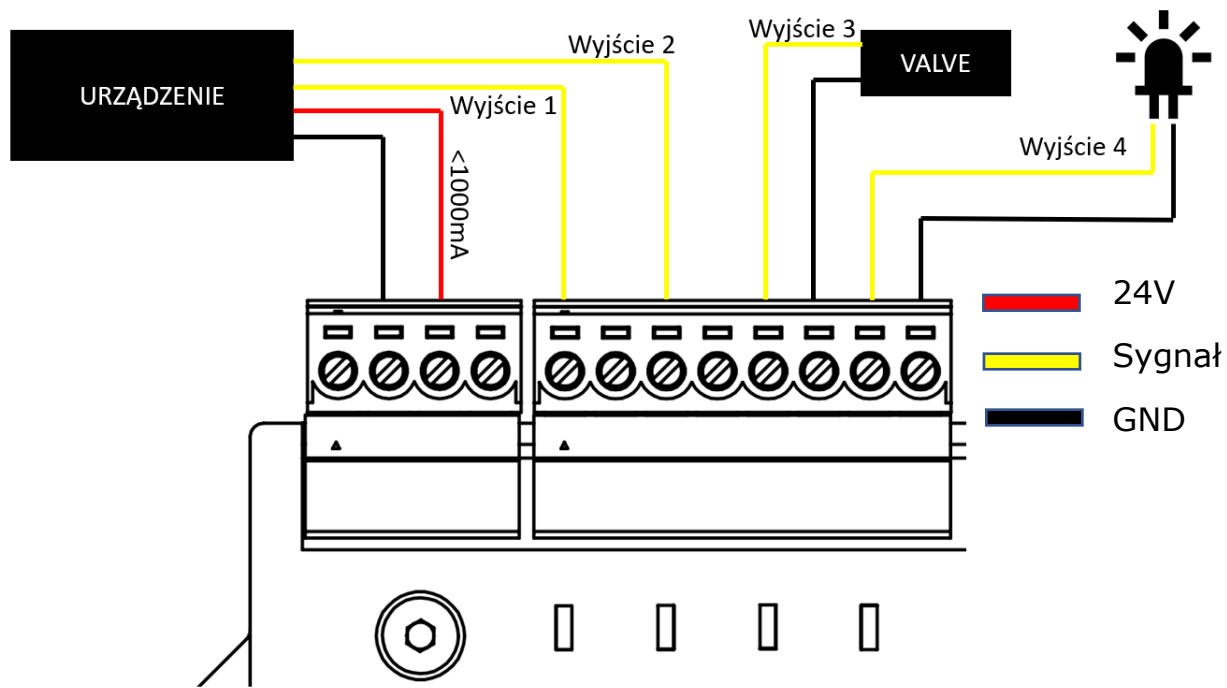 Wyjście 3
Wyjście 2
VALVE
URZĄDZENIE
Wyjście 1
Wyjście 4
<1000mA
24V
Sygnał
GND